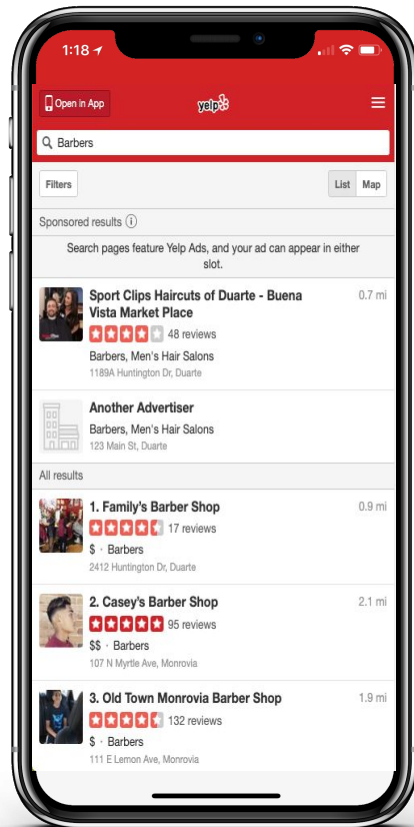 1:18
Open in App
yelp
Barbers
Filters
List Map
Sponsored results
Search pages feature Yelp Ads, and your ad can appear in either
slot.
Sport Clips Haircuts of Duarte - Buena 0.7 mi
Vista Market Place
48 reviews
Barbers, Men's Hair Salons
1189A Huntington Dr, Duarte
Another Advertiser
Barbers, Men's Hair Salons
123 Main St, Duarte
All results
1. Family's Barber Shop 0.9 mi
17 reviews
$ · Barbers
2412 Huntington Dr, Duarte
2. Casey's Barber Shop 2.1 mi
95 reviews
$$ · Barbers
107 N Myrtle Ave, Monrovia
3. Old Town Monrovia Barber Shop 1.9 mi
132 reviews
$ · Barbers
111 E Lemon Ave, Monrovia